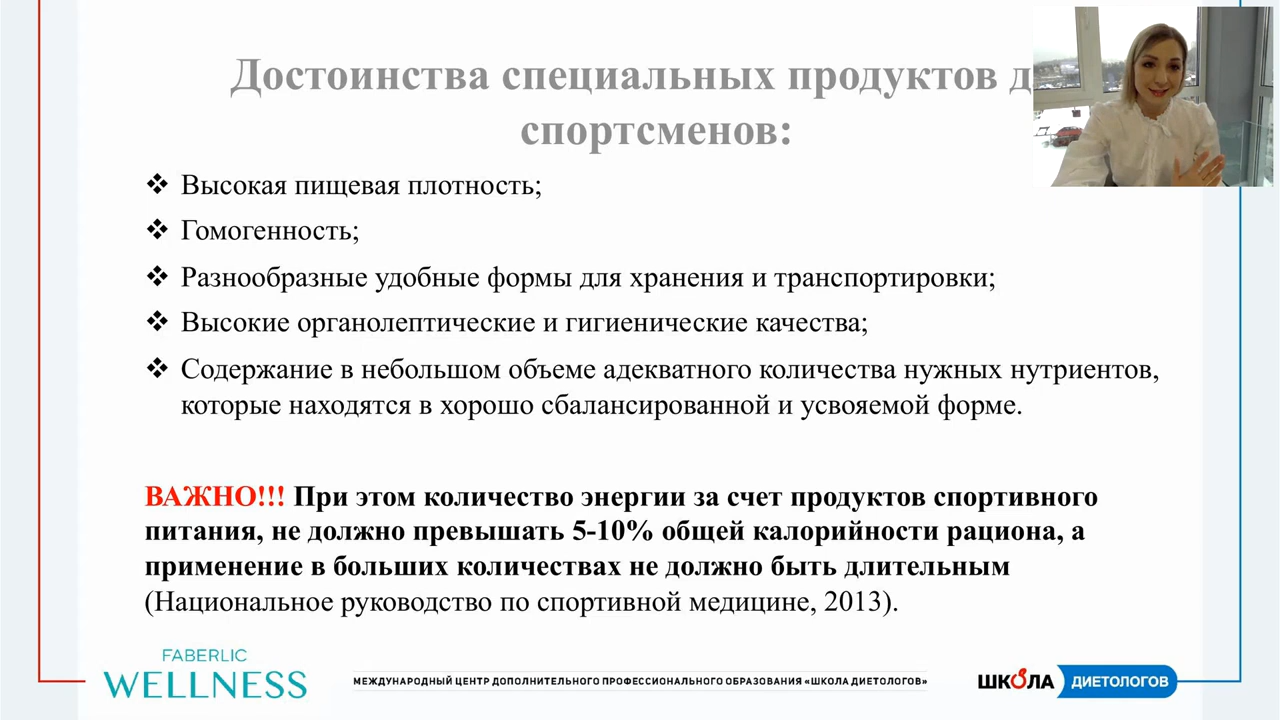 Достоинства специальных продуктов д
спортсменов:
Высокая пищевая плотность;
Гомогенность;
Разнообразные удобные формы для хранения и транспортировки;
Высокие органолептические и гигиенические качества;
Содержание в небольшом объеме адекватного количества нужных нутриентов,
которые находятся в хорошо сбалансированной и усвояемой форме.
ВАЖНО!!! При этом количество энергии за счет продуктов спортивного
питания, не должно превышать 5-10% общей калорийности рациона, а
применение в больших количествах не должно быть длительным
(Национальное руководство по спортивной медицине, 2013).
FABERLIC
WELLNESS
МЕЖДУНАРОДНЫЙ ЦЕНТР ДОПОЛНИТЕЛЬНОГО ПРОФЕССИОНАЛЬНОГО ОБРАЗОВАНИЯ «ШКОЛА ДИЕТОЛОГОВ»
ШКОЛА ДИЕТОЛОГОВ